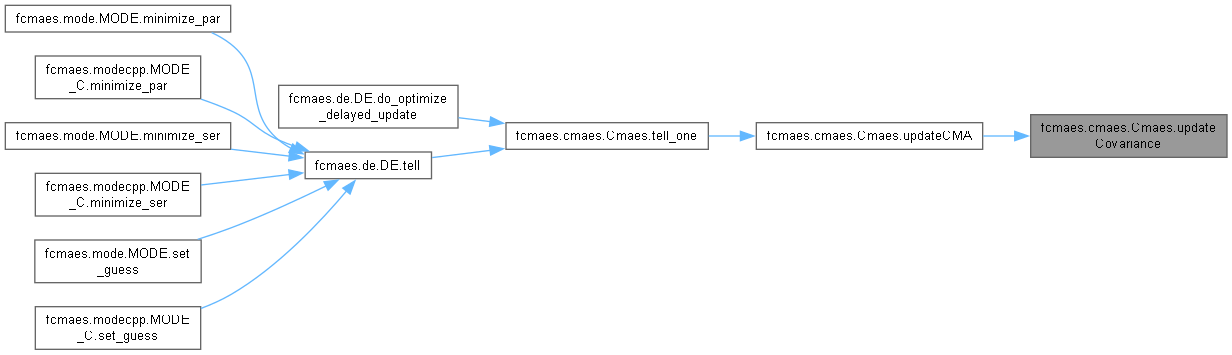 fcmaes.mode.MODE.minimize_par
fcmaes.modecpp.MODE
_C.minimize_par
fcmaes.mode.MODE.minimize_ser
fcmaes.modecpp.MODE
_C.minimize_ser
fcmaes.mode.MODE.set
_guess
fcmaes.modecpp.MODE
_C.set_guess
fcmaes.de.DE.do_optimize
_delayed_update
fcmaes.de.DE.tell
fcmaes.cmaes.Cmaes.tell_one
fcmaes.cmaes.Cmaes.updateCMA
fcmaes.cmaes.Cmaes.update
Covariance